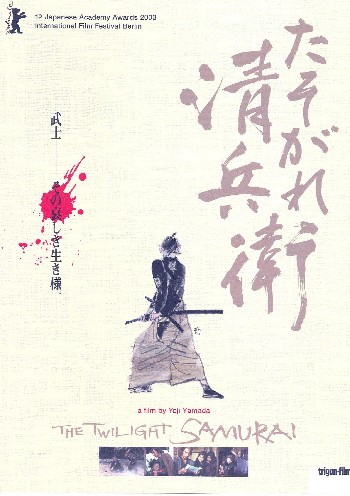 12 Japanese Academy Awards 2003
International Film Festival Berlin
たそがれ
清兵衛
武士
その哀しき生き様。
a film by Yoji Yamada
THE TWILIGHT SAMURAI
trigon-film